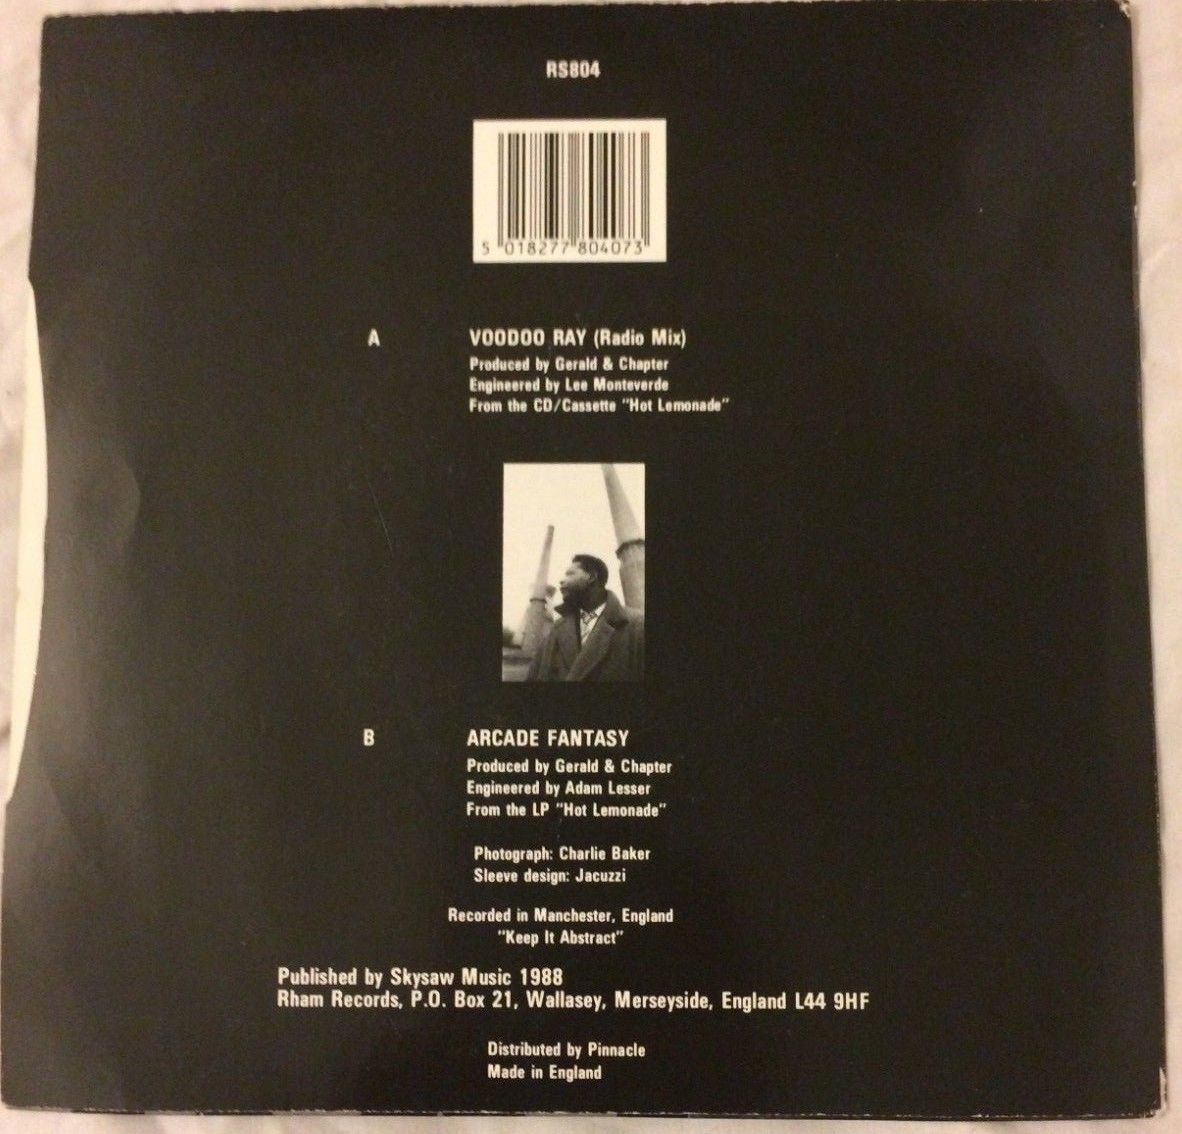 RS804
5 018277 804073
A VOODOO RAY (Radio Mix)
Produced by Gerald & Chapter
Engineered by Lee Monteverde
From the CD/Cassette "Hot Lemonade"
B ARCADE FANTASY
Produced by Gerald & Chapter
Engineered by Adam Lesser
From the LP "Hot Lemonade"
Photograph: Charlie Baker
Sleeve design: Jacuzzi
Recorded in Manchester, England
"Keep It Abstract"
Published by Skysaw Music 1988
Rham Records, P.O. Box 21, Wallasey, Merseyside, England L44 9HF
Distributed by Pinnacle
Made in England